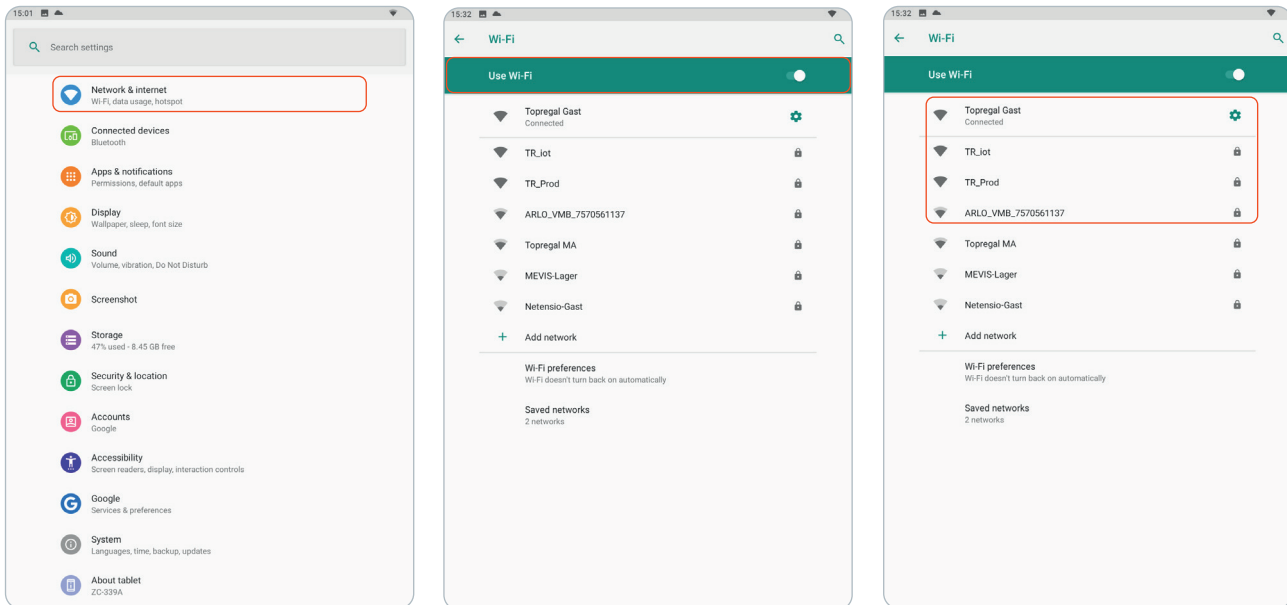 15:01
Search settings
Network & internet
Wi-Fi, data usage, hotspot
Connected devices
Bluetooth
Apps & notifications
Permissions, default apps
Display
Wallpaper, sleep, font size
Sound
Volume, vibration, Do Not Disturb
Screenshot
Storage
47% used - 8.45 GB free
Security & location
Screen lock
Accounts
Google
Accessibility
Screen readers, display, interaction controls
Google
Services & preferences
System
Languages, time, backup, updates
About tablet
ZC-339A
15:32
Wi-Fi
Use Wi-Fi
Topregal Gast
Connected
TR_iot
TR_Prod
ARLO_VMB_7570561137
Topregal MA
MEVIS-Lager
Netensio-Gast
Add network
Wi-Fi preferences
Wi-Fi doesn't turn back on automatically
Saved networks
2 networks
15:32
Wi-Fi
Use Wi-Fi
Topregal Gast
Connected
TR_iot
TR_Prod
ARLO_VMB_7570561137
Topregal MA
MEVIS-Lager
Netensio-Gast
Add network
Wi-Fi preferences
Wi-Fi doesn't turn back on automatically
Saved networks
2 networks